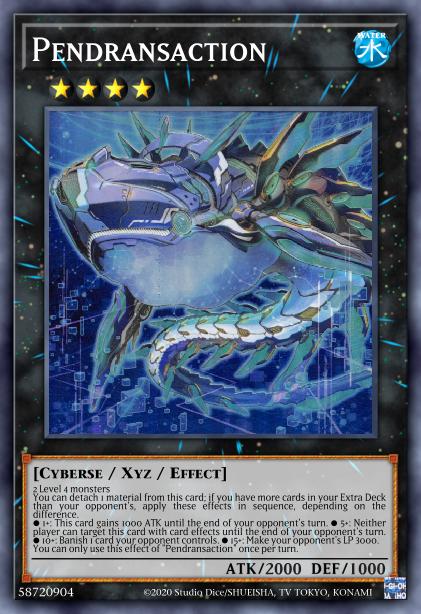 PENDRANSACTION
WATER
水
[CYBERSE / XYZ / EFFECT]
2 Level 4 monsters
You can detach 1 material from this card; if you have more cards in your Extra Deck
than your opponent's, apply these effects in sequence, depending on the
difference.
● 1+: This card gains 1000 ATK until the end of your opponent's turn. ● 5+: Neither
player can target this card with card effects until the end of your opponent's turn.
● 10+: Banish 1 card your opponent controls. ● 15+: Make your opponent's LP 3000.
You can only use this effect of "Pendransaction" once per turn.
ATK/2000 DEF/1000
58720904
©2020 Studio Dice/SHUEISHA, TV TOKYO, KONAMI